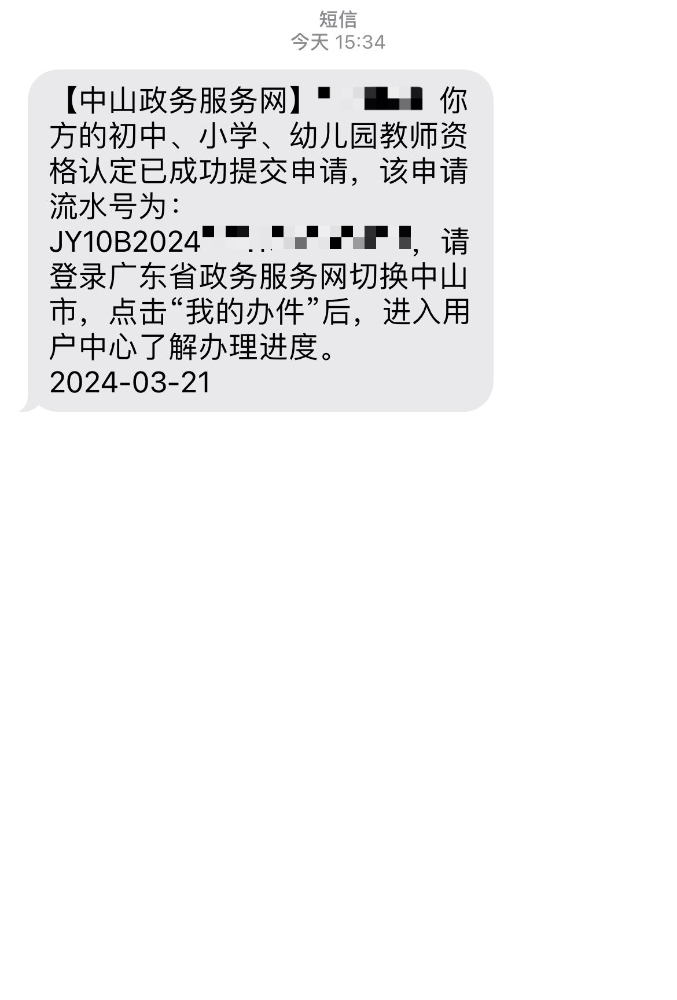 短信
今天 15:34
【中山政务服务网】 你
方的初中、小学、幼儿园教师资
格认定已成功提交申请，该申请
流水号为：
JY10B2024 ，请
登录广东省政务服务网切换中山
市，点击“我的办件”后，进入用
户中心了解办理进度。
2024-03-21